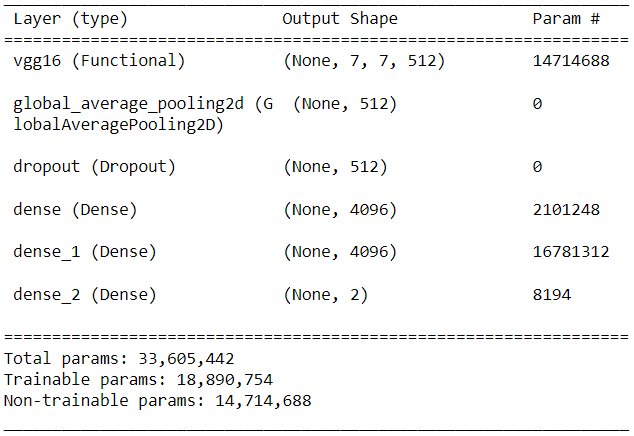 Layer (type) Output Shape Param #
vgg16 (Functional) (None, 7, 7, 512) 14714688
global_average_pooling2d (G (None, 512) 0
lobalAveragePooling2D)
dropout (Dropout) (None, 512) 0
dense (Dense) (None, 4096) 2101248
dense_1 (Dense) (None, 4096) 16781312
dense_2 (Dense) (None, 2) 8194
Total params: 33,605,442
Trainable params: 18,890,754
Non-trainable params: 14,714,688